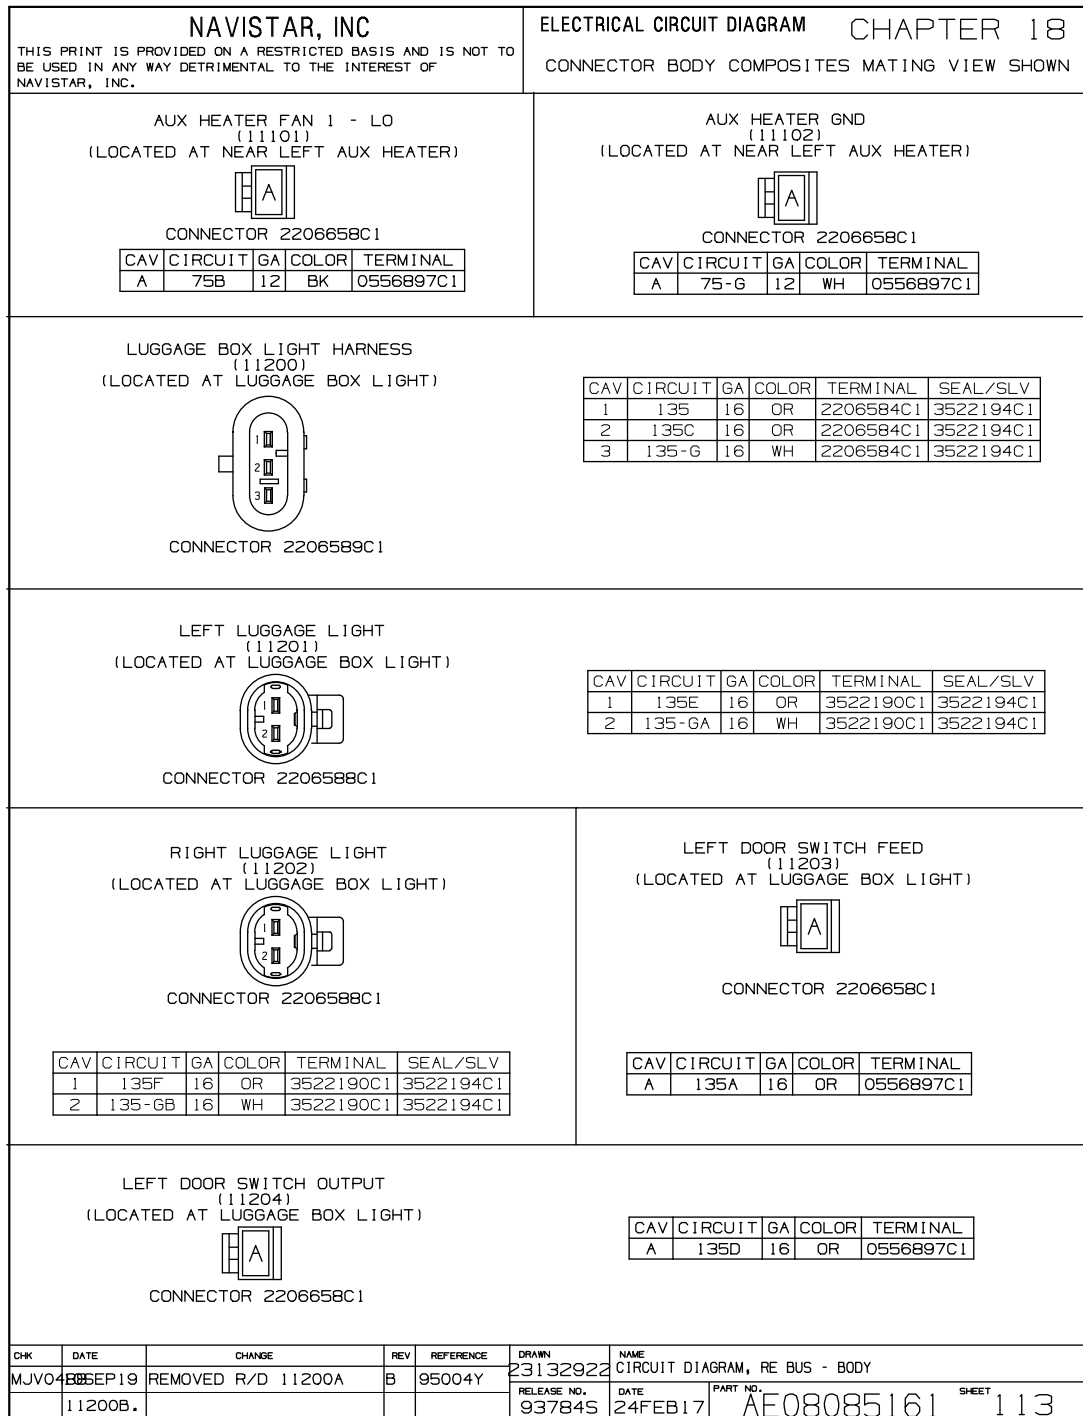 NAVISTAR, INC
THIS PRINT IS PROVIDED ON A RESTRICTED BASIS AND IS NOT TO
BE USED IN ANY WAY DETRIMENTAL TO THE INTEREST OF
NAVISTAR, INC.
ELECTRICAL CIRCUIT DIAGRAM CHAPTER 18
CONNECTOR BODY COMPOSITES MATING VIEW SHOWN
AUX HEATER FAN 1 - LO
(11101)
(LOCATED AT NEAR LEFT AUX HEATER)
A
CONNECTOR 2206658C1
CAV CIRCUIT GA COLOR TERMINAL
A 75B 12 BK 0556897C1
AUX HEATER GND
(11102)
(LOCATED AT NEAR LEFT AUX HEATER)
A
CONNECTOR 2206658C1
CAV CIRCUIT GA COLOR TERMINAL
A 75-G 12 WH 0556897C1
LUGGAGE BOX LIGHT HARNESS
(11200)
(LOCATED AT LUGGAGE BOX LIGHT)
1
2
3
CONNECTOR 2206589C1
CAV CIRCUIT GA COLOR TERMINAL SEAL/SLV
1 135 16 OR 2206584C1 3522194C1
2 135C 16 OR 2206584C1 3522194C1
3 135-G 16 WH 2206584C1 3522194C1
LEFT LUGGAGE LIGHT
(11201)
(LOCATED AT LUGGAGE BOX LIGHT)
1
2
CONNECTOR 2206588C1
CAV CIRCUIT GA COLOR TERMINAL SEAL/SLV
1 135E 16 OR 3522190C1 3522194C1
2 135-GA 16 WH 3522190C1 3522194C1
RIGHT LUGGAGE LIGHT
(11202)
(LOCATED AT LUGGAGE BOX LIGHT)
1
2
CONNECTOR 2206588C1
CAV CIRCUIT GA COLOR TERMINAL SEAL/SLV
1 135F 16 OR 3522190C1 3522194C1
2 135-GB 16 WH 3522190C1 3522194C1
LEFT DOOR SWITCH FEED
(11203)
(LOCATED AT LUGGAGE BOX LIGHT)
A
CONNECTOR 2206658C1
CAV CIRCUIT GA COLOR TERMINAL
A 135A 16 OR 0556897C1
LEFT DOOR SWITCH OUTPUT
(11204)
(LOCATED AT LUGGAGE BOX LIGHT)
A
CONNECTOR 2206658C1
CAV CIRCUIT GA COLOR TERMINAL
A 135D 16 OR 0556897C1
CHK DATE CHANGE REV REFERENCE
REMOVED R/D 11200A B 95004Y
11200B.
DRAWN
23132922
NAME
CIRCUIT DIAGRAM, RE BUS - BODY
RELEASE NO.
93784S
DATE
24FEB17
PART NO.
AE08085161
SHEET
113